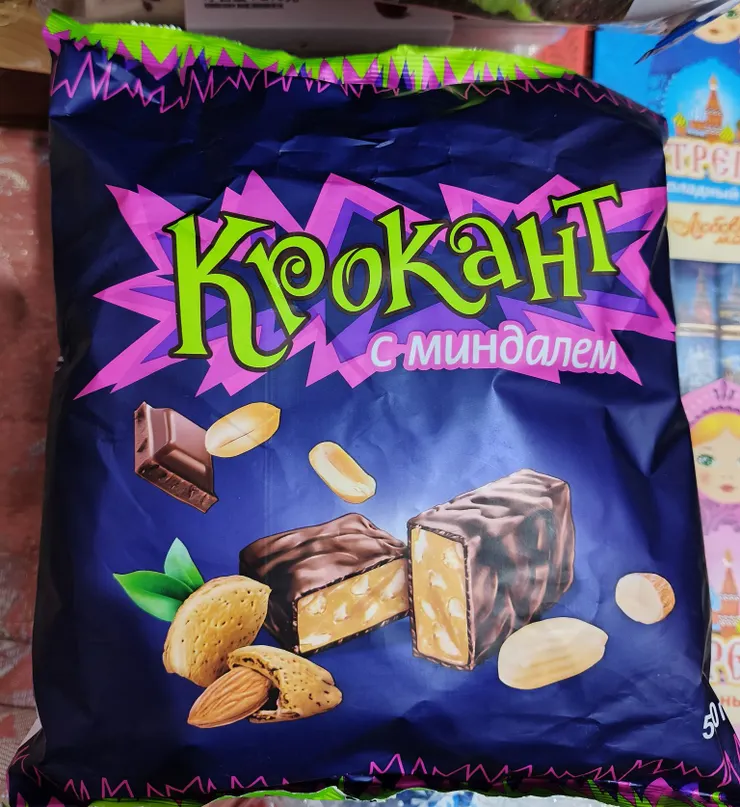 Крокант
с миндалем